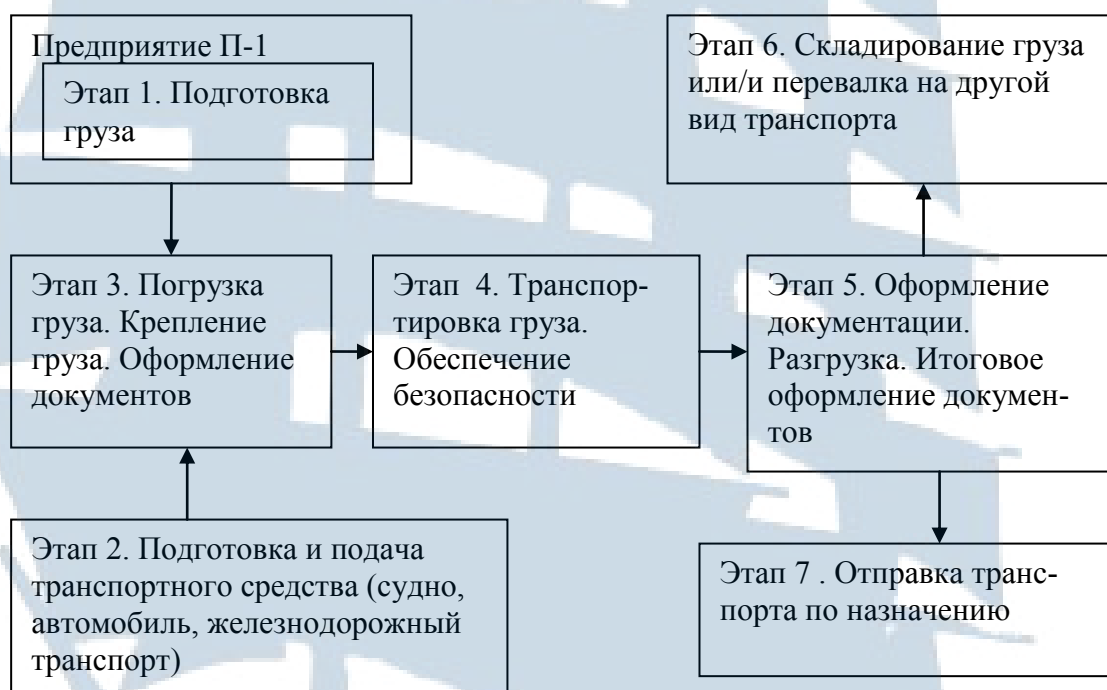 Предприятие П-1
Этап 1. Подготовка
груза
Этап 6. Складирование груза
или/и перевалка на другой
вид транспорта
Этап 3. Погрузка
груза. Крепление
груза. Оформление
документов
Этап 4. Транспор-
тировка груза.
Обеспечение
безопасности
Этап 5. Оформление
документации.
Разгрузка. Итоговое
оформление докумен-
тов
Этап 2. Подготовка и подача
транспортного средства (судно,
автомобиль, железнодорожный
транспорт)
Этап 7 . Отправка транс-
порта по назначению